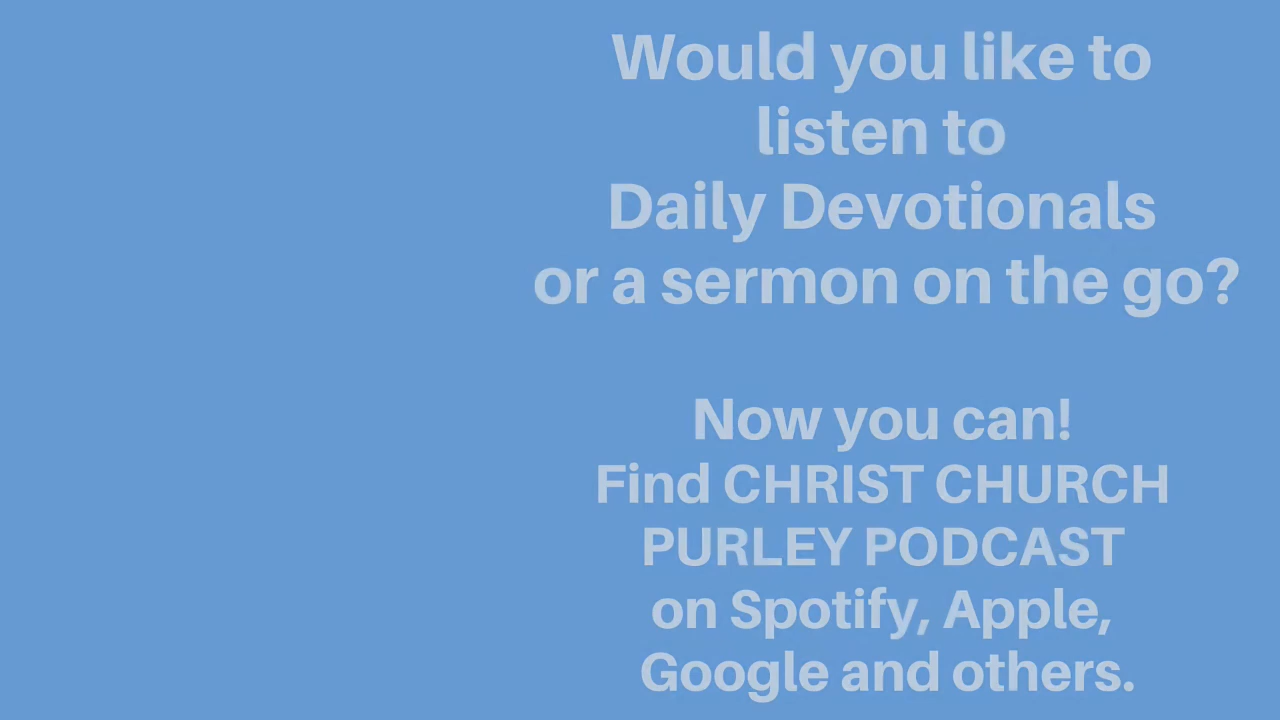 Would you like to
listen to
Daily Devotionals
or a sermon on the go?
Now you can!
Find CHRIST CHURCH
PURLEY PODCAST
on Spotify, Apple,
Google and others.